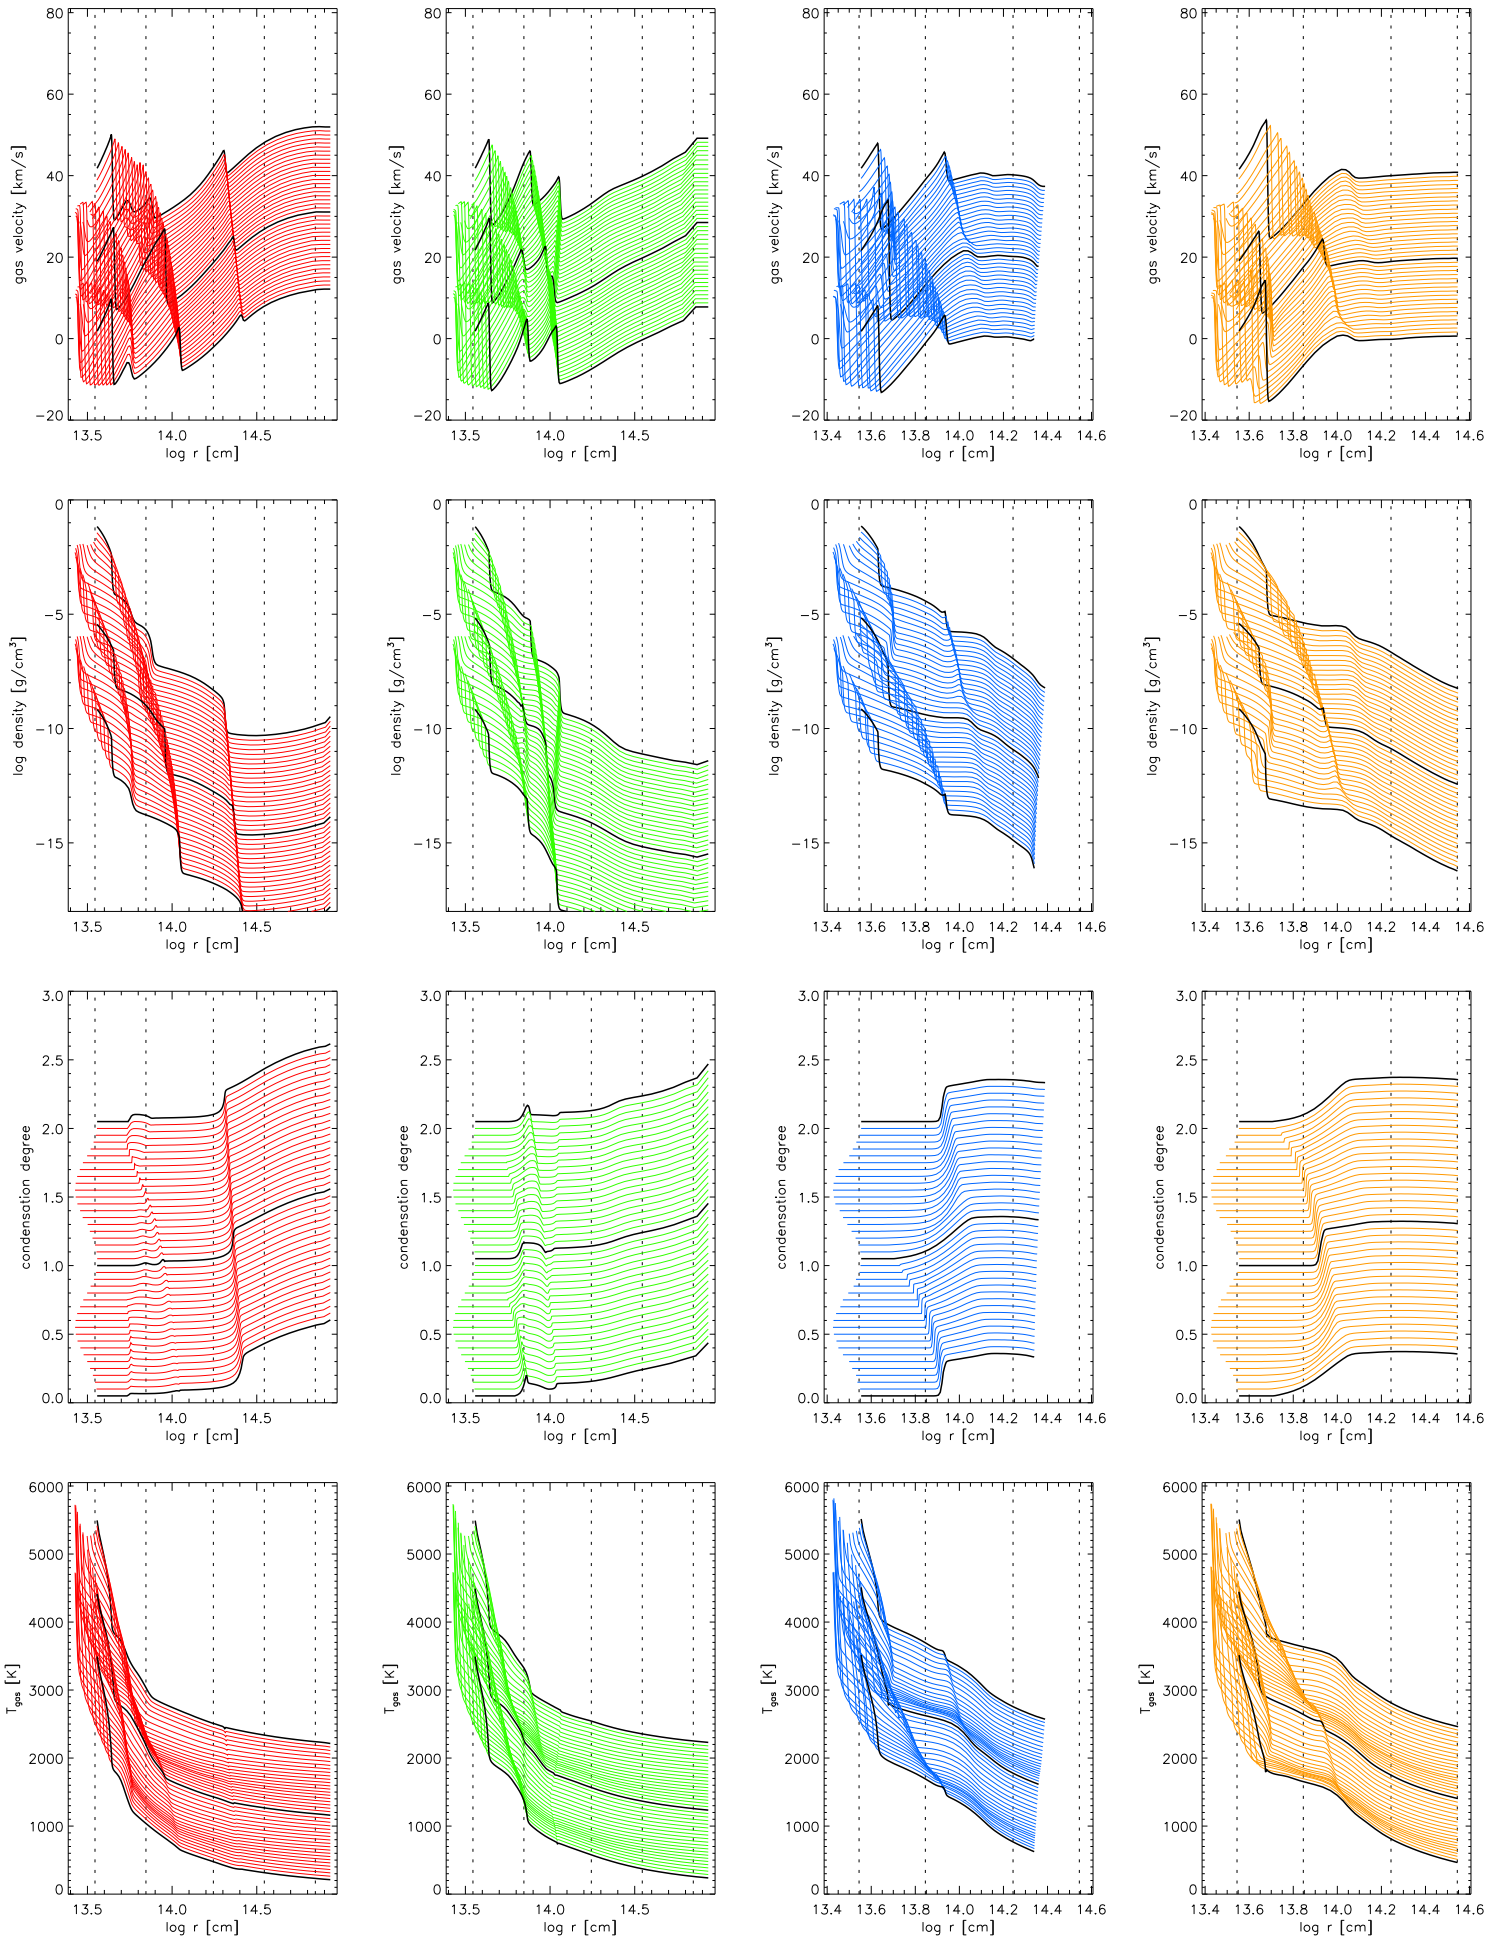 80
60
40
20
0
−20
gas velocity [km/s]
13.5 14.0 14.5
log r [cm]
80
60
40
20
0
−20
gas velocity [km/s]
13.5 14.0 14.5
log r [cm]
80
60
40
20
0
−20
gas velocity [km/s]
13.4 13.6 13.8 14.0 14.2 14.4 14.6
log r [cm]
80
60
40
20
0
−20
gas velocity [km/s]
13.4 13.6 13.8 14.0 14.2 14.4 14.6
log r [cm]
0
−5
−10
−15
log density [g/cm³]
13.5 14.0 14.5
log r [cm]
0
−5
−10
−15
log density [g/cm³]
13.5 14.0 14.5
log r [cm]
0
−5
−10
−15
log density [g/cm³]
13.4 13.6 13.8 14.0 14.2 14.4 14.6
log r [cm]
0
−5
−10
−15
log density [g/cm³]
13.4 13.6 13.8 14.0 14.2 14.4 14.6
log r [cm]
3.0
2.5
2.0
1.5
1.0
0.5
0.0
condensation degree
13.5 14.0 14.5
log r [cm]
3.0
2.5
2.0
1.5
1.0
0.5
0.0
condensation degree
13.5 14.0 14.5
log r [cm]
3.0
2.5
2.0
1.5
1.0
0.5
0.0
condensation degree
13.4 13.6 13.8 14.0 14.2 14.4 14.6
log r [cm]
3.0
2.5
2.0
1.5
1.0
0.5
0.0
condensation degree
13.4 13.6 13.8 14.0 14.2 14.4 14.6
log r [cm]
6000
5000
4000
3000
2000
1000
0
Tgas [K]
13.5 14.0 14.5
log r [cm]
6000
5000
4000
3000
2000
1000
0
Tgas [K]
13.5 14.0 14.5
log r [cm]
6000
5000
4000
3000
2000
1000
0
Tgas [K]
13.4 13.6 13.8 14.0 14.2 14.4 14.6
log r [cm]
6000
5000
4000
3000
2000
1000
0
Tgas [K]
13.4 13.6 13.8 14.0 14.2 14.4 14.6
log r [cm]